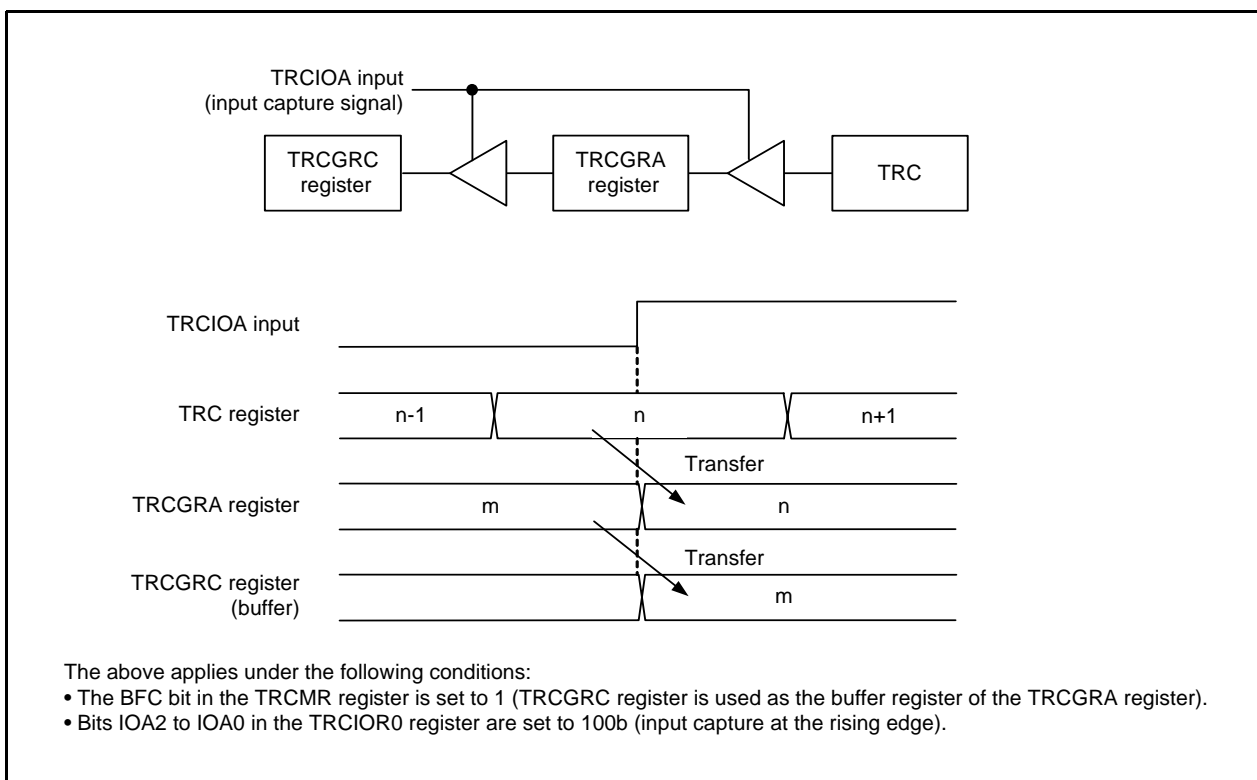 TRCIOA input
(input capture signal)
TRCGRC
register
TRCGRA
register
TRC
TRCIOA input
TRC register
n-1
n
n+1
Transfer
TRCGRA register
m
n
Transfer
TRCGRC register
(buffer)
m
The above applies under the following conditions:
• The BFC bit in the TRCMR register is set to 1 (TRCGRC register is used as the buffer register of the TRCGRA register).
• Bits IOA2 to IOA0 in the TRCIOR0 register are set to 100b (input capture at the rising edge).